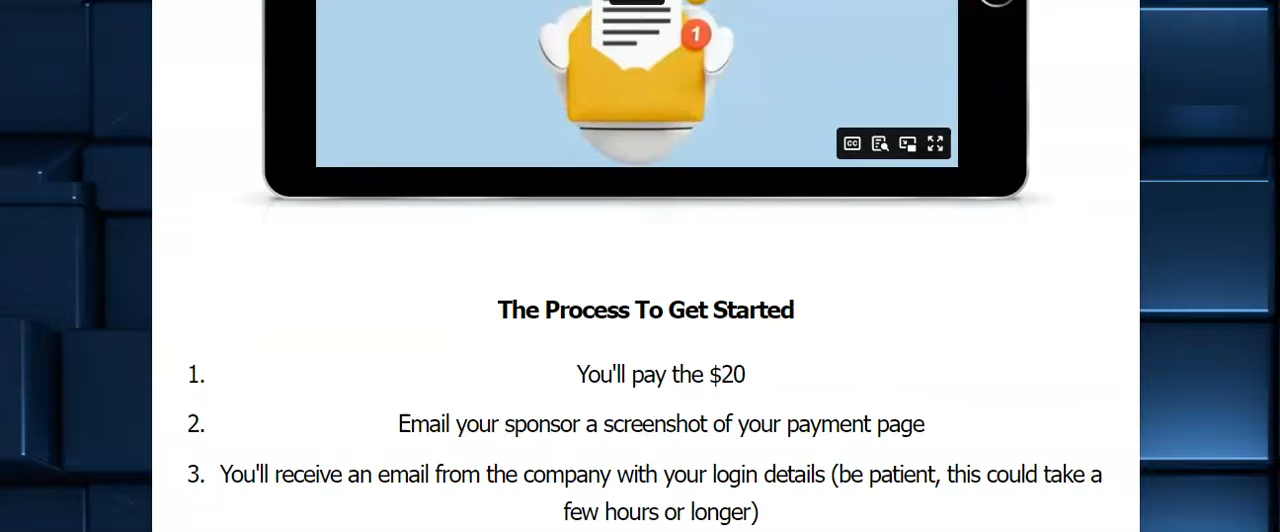 1
CC
The Process To Get Started
1. You'll pay the $20
2. Email your sponsor a screenshot of your payment page
3. You'll receive an email from the company with your login details (be patient, this could take a
few hours or longer)